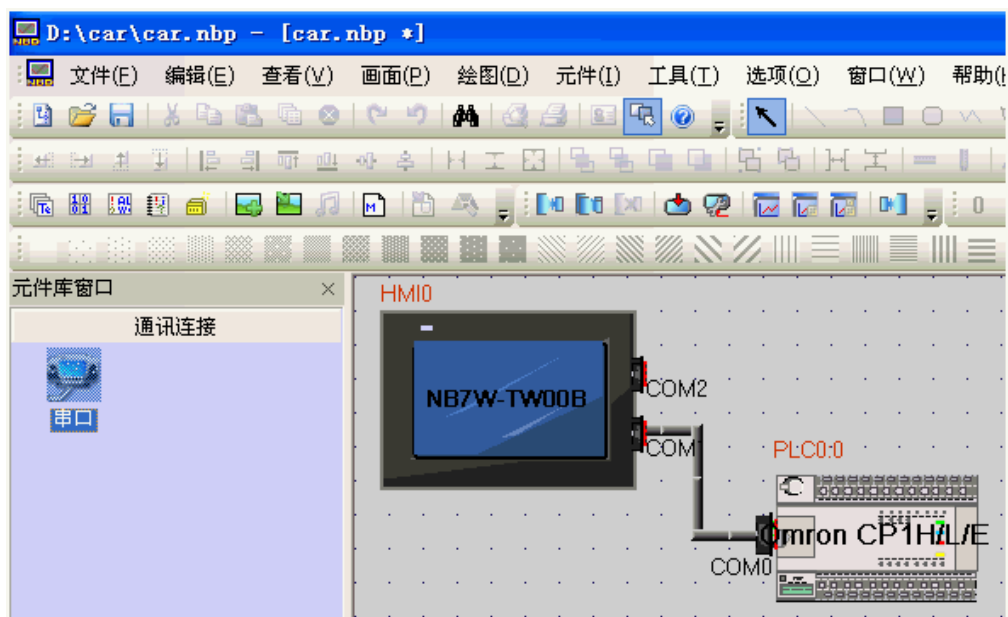 D:\car\car.nbp - [car.nbp *]
文件(F) 编辑(E) 查看(V) 画面(P) 绘图(D) 元件(I) 工具(T) 选项(O) 窗口(W) 帮助(H
元件库窗口
通讯连接
串口
HMI0
NB7W-TW00B
COM2
COM1
PLC0:0
Omron CP1H/L/E
COM0